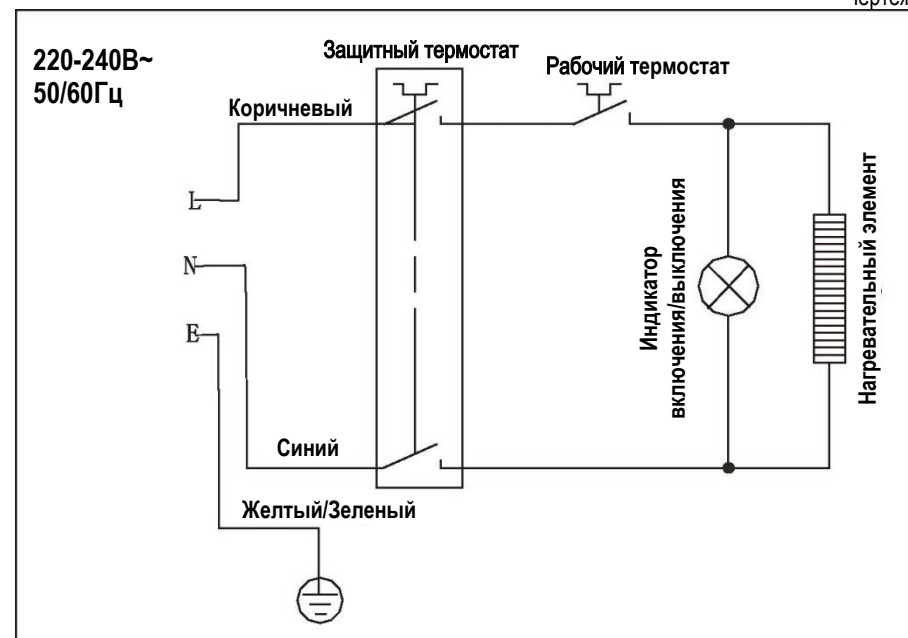 220-240В~
50/60Гц
Защитный термостат
Рабочий термостат
Коричневый
L
N
E
Синий
Желтый/Зеленый
Индикатор
включения/выключения
Нагревательный элемент